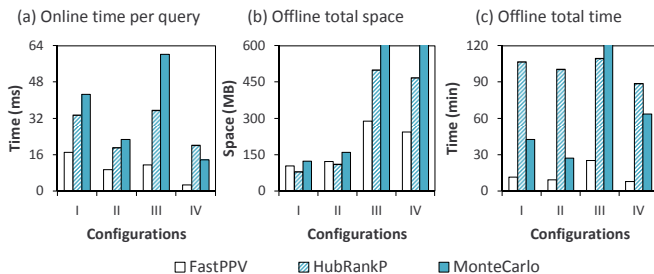 (a) Online time per query
(b) Offline total space
(c) Offline total time
64
48
32
16
0
Time (ms)
I II III IV
Configurations
600
450
300
150
0
Space (MB)
I II III IV
Configurations
120
90
60
30
0
Time (min)
I II III IV
Configurations
FastPPV HubRankP MonteCarlo